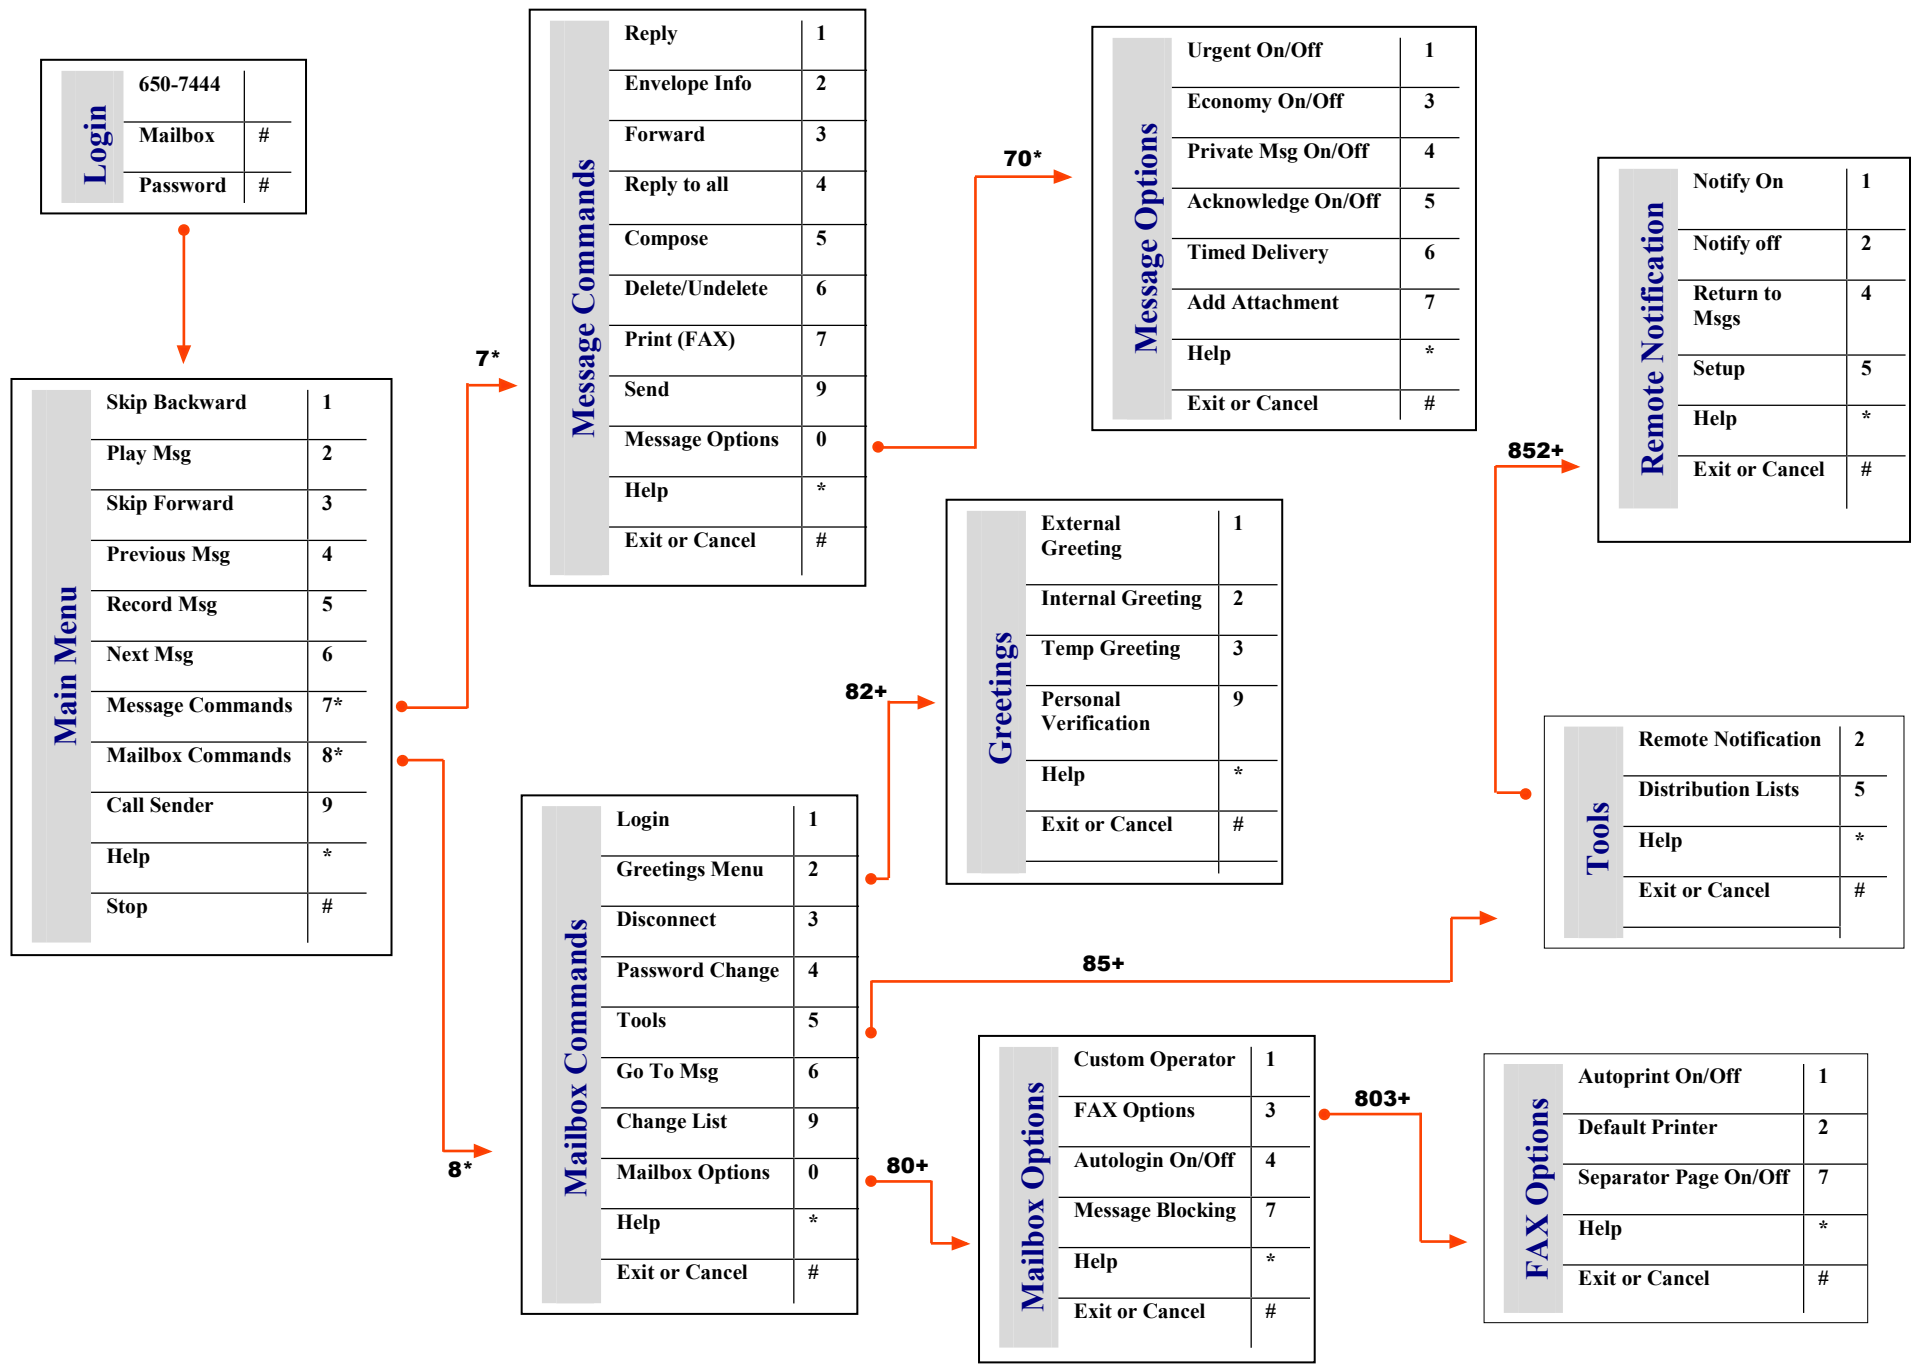 Login
650-7444
Mailbox #
Password #
Main Menu
Skip Backward 1
Play Msg 2
Skip Forward 3
Previous Msg 4
Record Msg 5
Next Msg 6
Message Commands 7*
Mailbox Commands 8*
Call Sender 9
Help *
Stop #
7*
Message Commands
Reply 1
Envelope Info 2
Forward 3
Reply to all 4
Compose 5
Delete/Undelete 6
Print (FAX) 7
Send 9
Message Options 0
Help *
Exit or Cancel #
70*
Message Options
Urgent On/Off 1
Economy On/Off 3
Private Msg On/Off 4
Acknowledge On/Off 5
Timed Delivery 6
Add Attachment 7
Help *
Exit or Cancel #
8*
Mailbox Commands
Login 1
Greetings Menu 2
Disconnect 3
Password Change 4
Tools 5
Go To Msg 6
Change List 9
Mailbox Options 0
Help *
Exit or Cancel #
82+
Greetings
External 1
Greeting
Internal Greeting 2
Temp Greeting 3
Personal 9
Verification
Help *
Exit or Cancel #
85+
Tools
Remote Notification 2
Distribution Lists 5
Help *
Exit or Cancel #
852+
Remote Notification
Notify On 1
Notify off 2
Return to 4
Msgs
Setup 5
Help *
Exit or Cancel #
80+
Mailbox Options
Custom Operator 1
FAX Options 3
Autologin On/Off 4
Message Blocking 7
Help *
Exit or Cancel #
803+
FAX Options
Autoprint On/Off 1
Default Printer 2
Separator Page On/Off 7
Help *
Exit or Cancel #